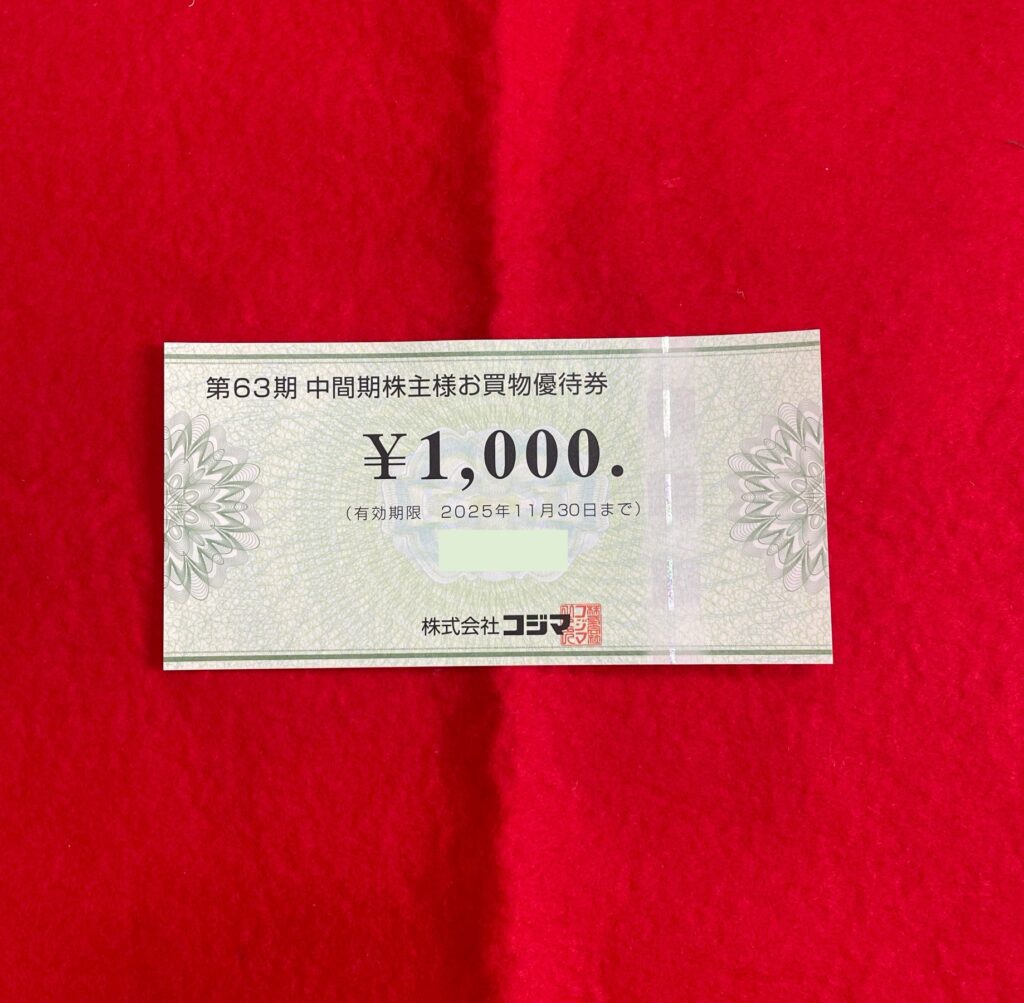 第63期 中間期株主様お買物優待券
¥1,000.
（有効期限　2025年11月30日まで）
株式会社 コジマ